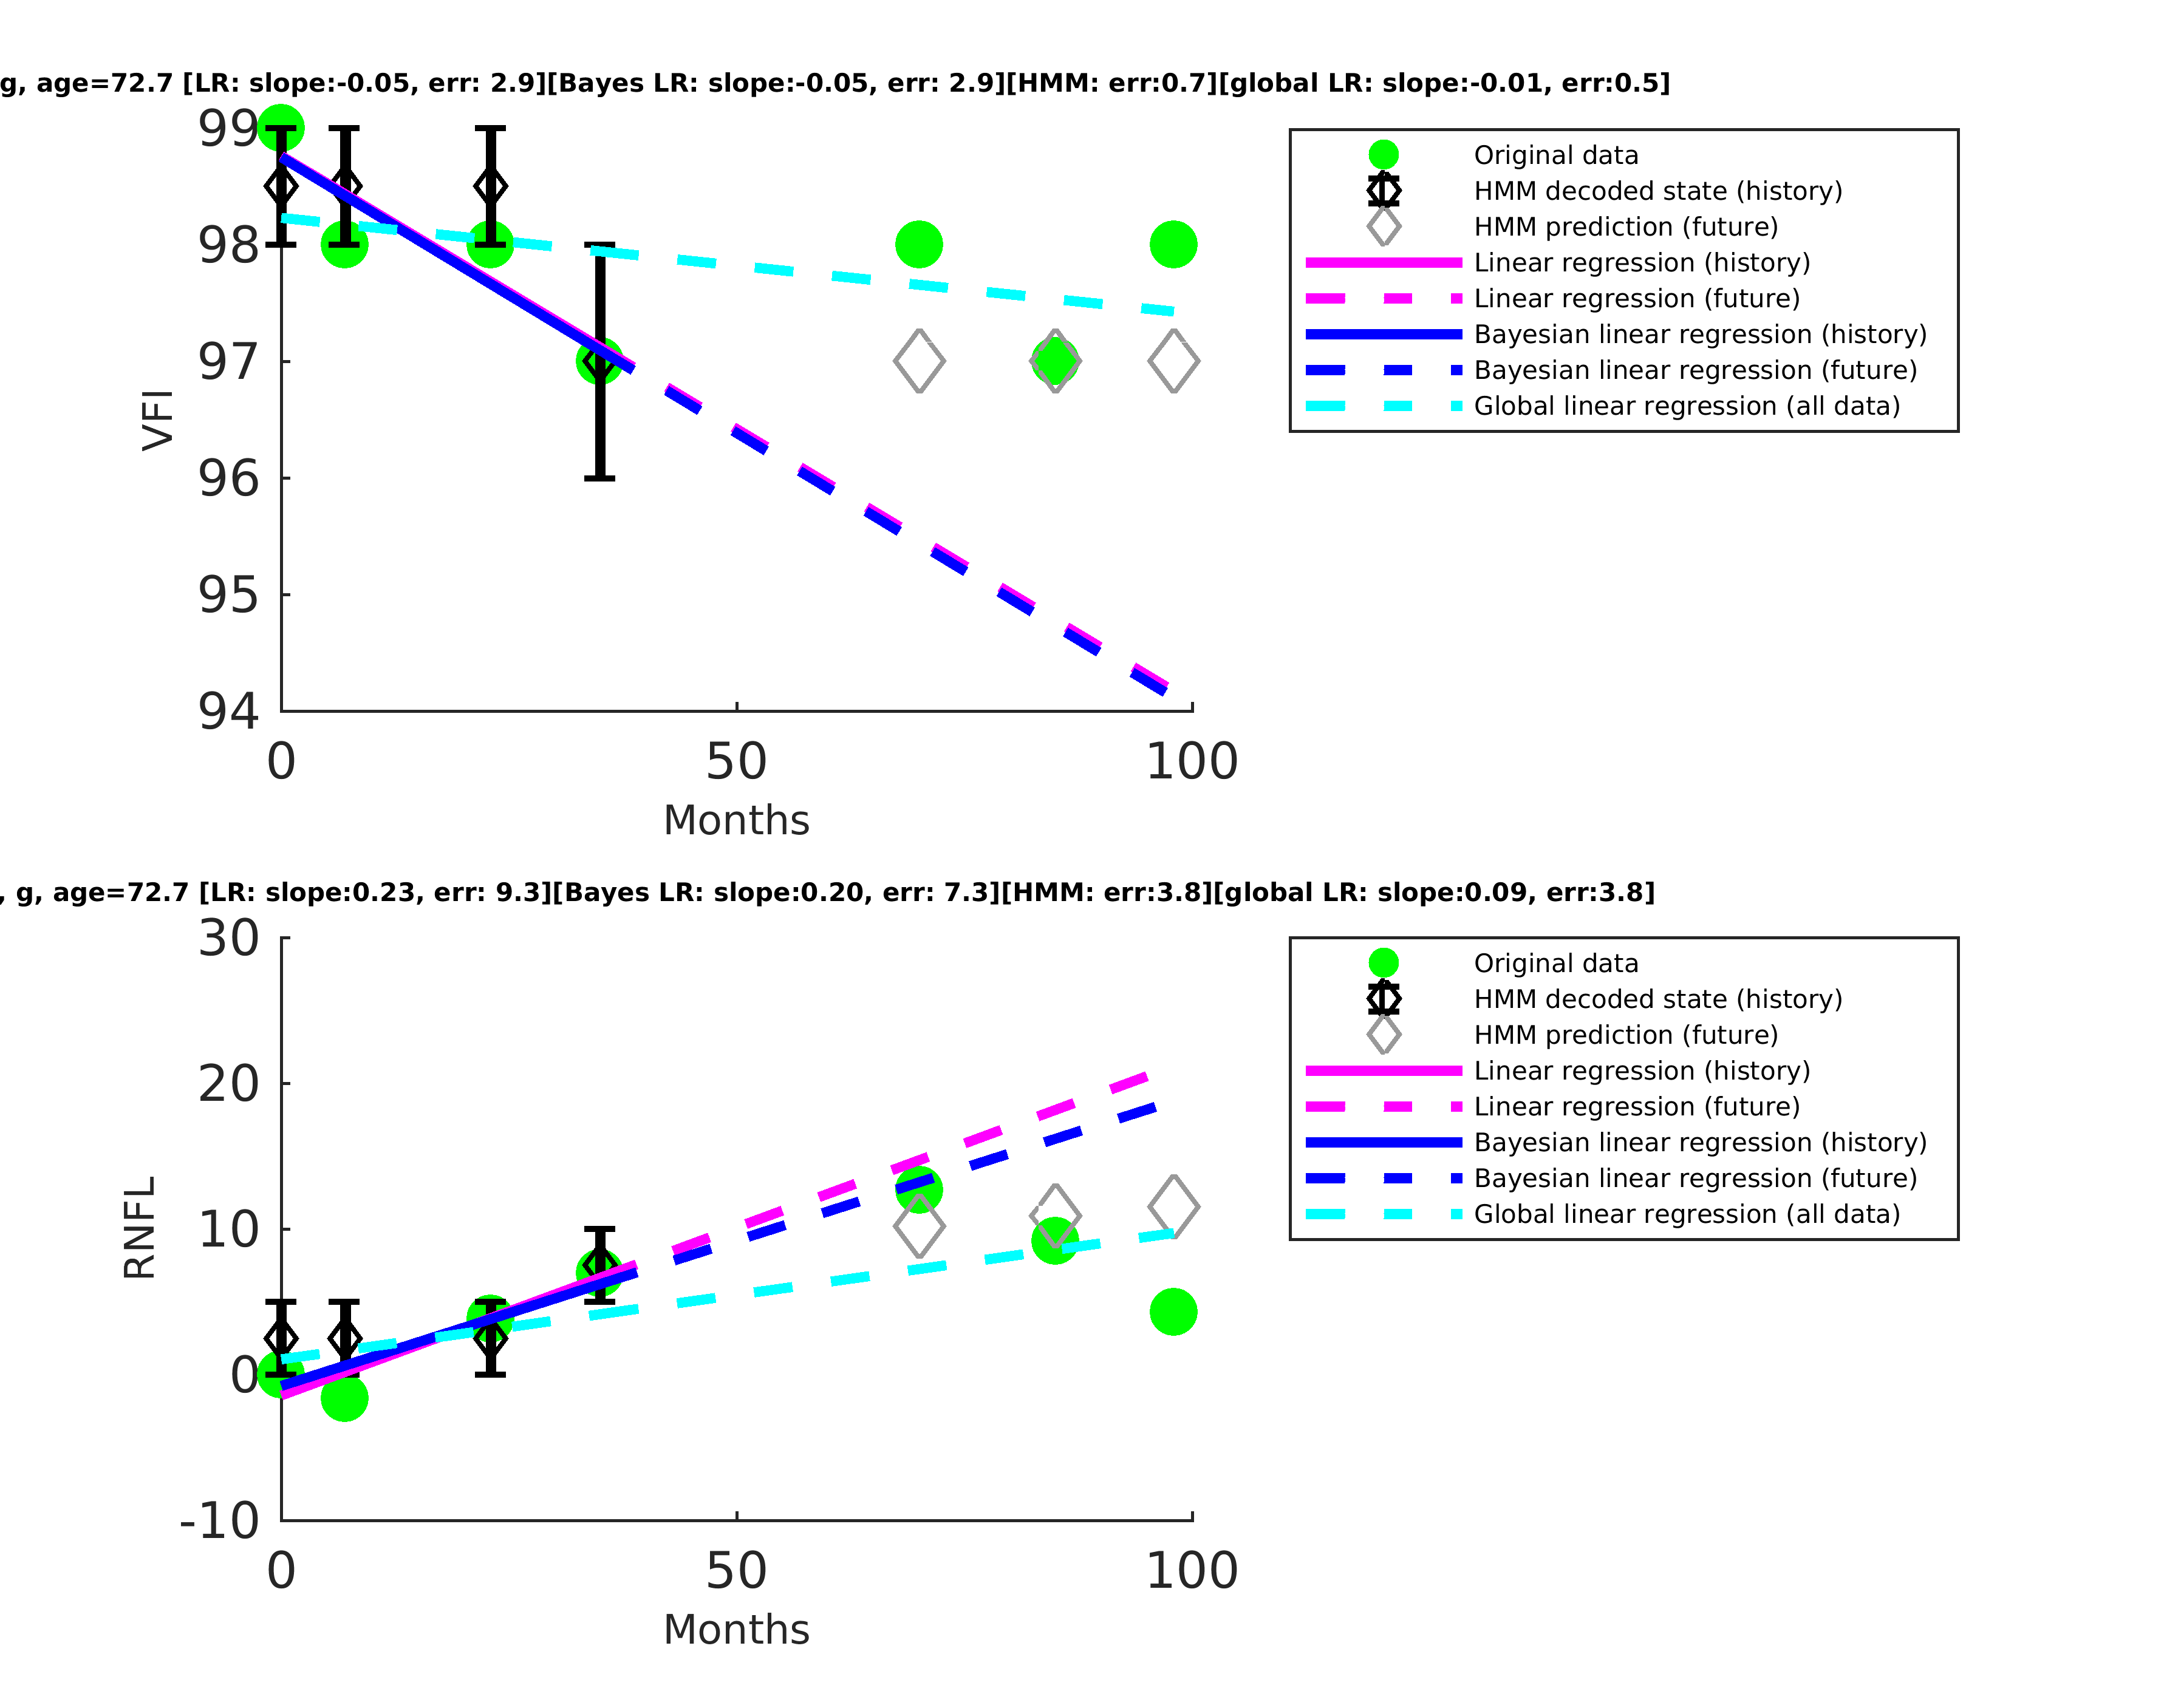 g, age=72.7 [LR: slope:-0.05, err: 2.9][Bayes LR: slope:-0.05, err: 2.9][HMM: err:0.7][global LR: slope:-0.01, err:0.5]
99
98
97
96
95
94
VFI
0 50 100
Months
Original data
HMM decoded state (history)
HMM prediction (future)
Linear regression (history)
Linear regression (future)
Bayesian linear regression (history)
Bayesian linear regression (future)
Global linear regression (all data)
, g, age=72.7 [LR: slope:0.23, err: 9.3][Bayes LR: slope:0.20, err: 7.3][HMM: err:3.8][global LR: slope:0.09, err:3.8]
30
20
10
0
-10
RNFL
0 50 100
Months
Original data
HMM decoded state (history)
HMM prediction (future)
Linear regression (history)
Linear regression (future)
Bayesian linear regression (history)
Bayesian linear regression (future)
Global linear regression (all data)